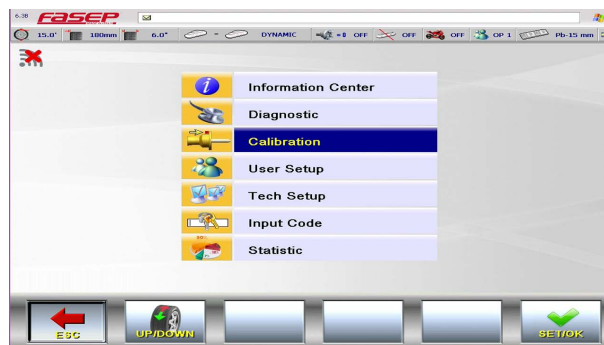 6.38 FASEP
15.0" 180mm 6.0" - DYNAMIC =0 OFF OFF OFF OP 1 Pb-15 mm
Information Center
Diagnostic
Calibration
User Setup
Tech Setup
Input Code
Statistic
ESC UP/DOWN SET/OK